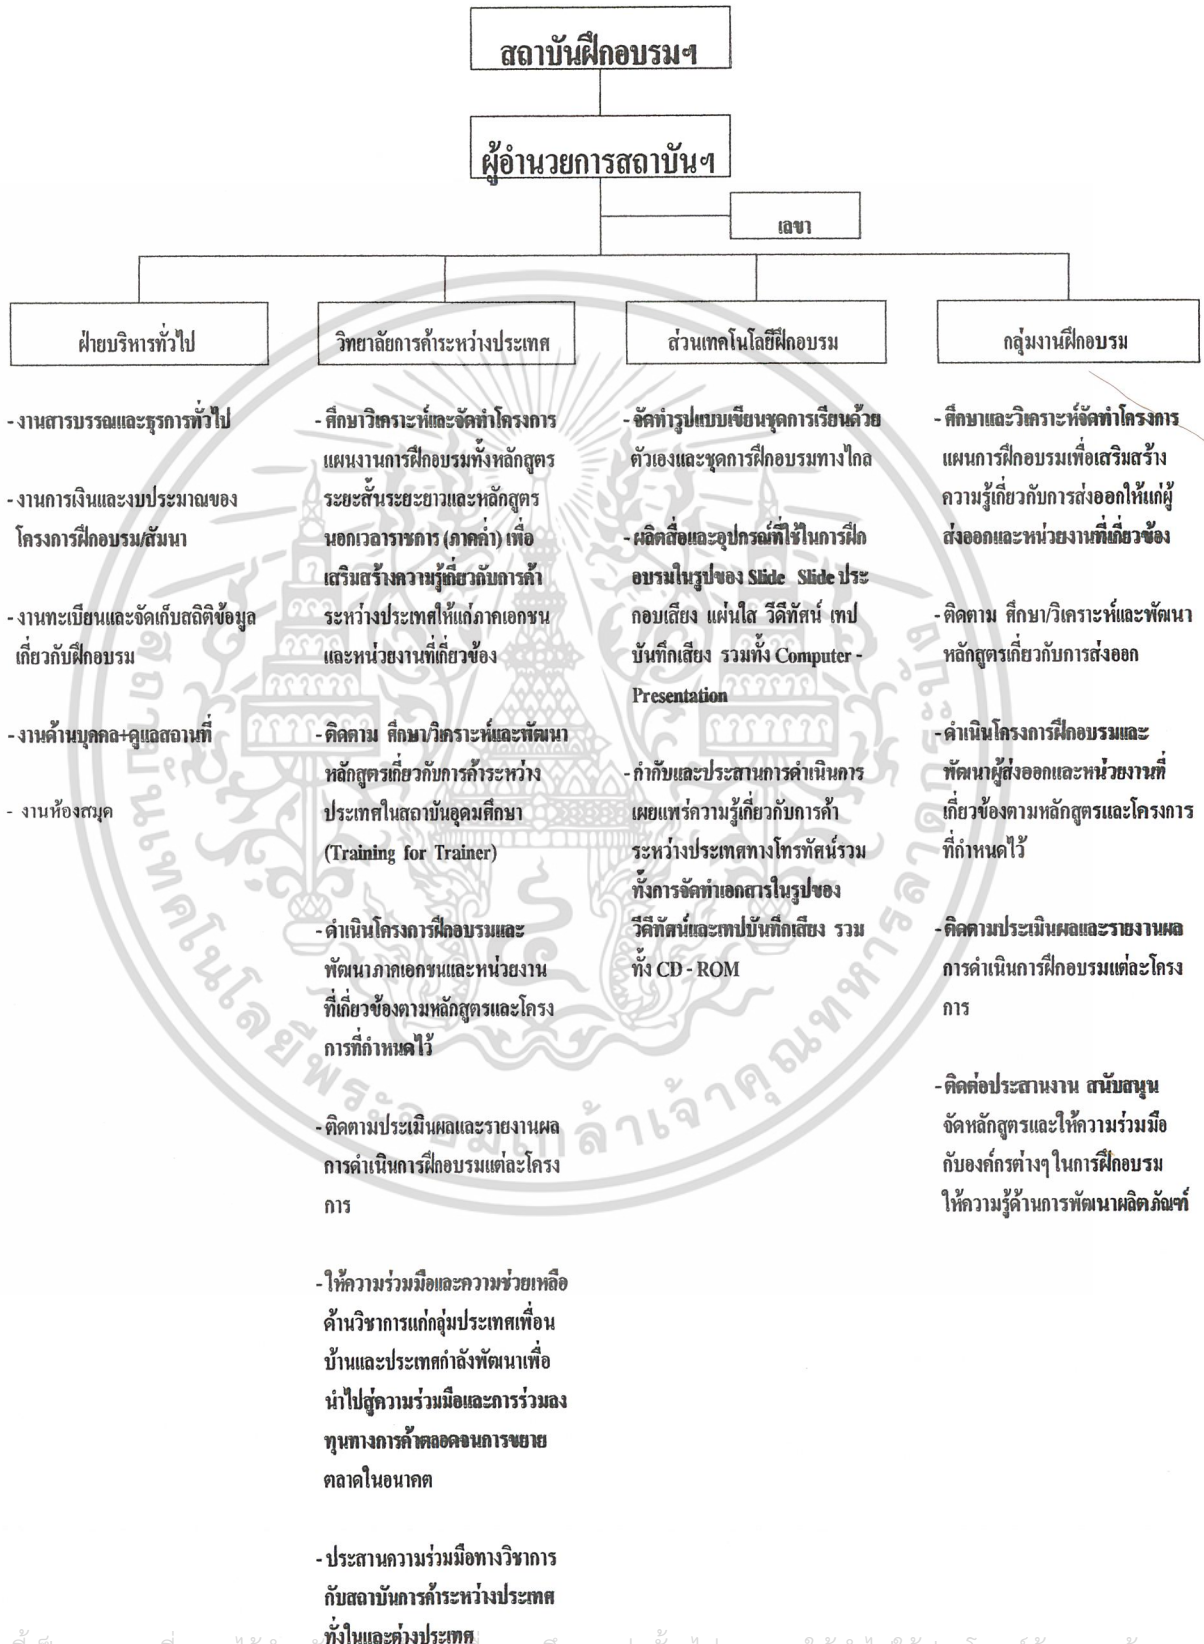 สถาบันฝึกอบรมฯ
ผู้อำนวยการสถาบันฯ
เลขา
ฝ่ายบริหารทั่วไป
- งานสารบรรณและธุรการทั่วไป
- งานการเงินและงบประมาณของ
โครงการฝึกอบรม/สัมนา
- งานทะเบียนและจัดเก็บสถิติข้อมูล
เกี่ยวกับฝึกอบรม
- งานด้านบุคคล+ดูแลสถานที่
- งานห้องสมุด
วิทยาลัยการค้าระหว่างประเทศ
- ศึกษาวิเคราะห์และจัดทำโครงการ
แผนงานการฝึกอบรมทั้งหลักสูตร
ระยะสั้นระยะยาวและหลักสูตร
นอกเวลาราชการ (ภาคค่ำ) เพื่อ
เสริมสร้างความรู้เกี่ยวกับการค้า
ระหว่างประเทศให้แก่ภาคเอกชน
และหน่วยงานที่เกี่ยวข้อง
- ติดตาม ศึกษา/วิเคราะห์และพัฒนา
หลักสูตรเกี่ยวกับการค้าระหว่าง
ประเทศในสถาบันอุดมศึกษา
(Training for Trainer)
- ดำเนินโครงการฝึกอบรมและ
พัฒนาภาคเอกชนและหน่วยงาน
ที่เกี่ยวข้องตามหลักสูตรและโครง
การที่กำหนดไว้
- ติดตามประเมินผลและรายงานผล
การดำเนินการฝึกอบรมแต่ละโครง
การ
- ให้ความร่วมมือและความช่วยเหลือ
ด้านวิชาการแก่กลุ่มประเทศเพื่อน
บ้านและประเทศกำลังพัฒนาเพื่อ
นำไปสู่ความร่วมมือและการร่วมลง
ทุนทางการค้าตลอดจนการขยาย
ตลาดในอนาคต
- ประสานความร่วมมือทางวิชาการ
กับสถาบันการค้าระหว่างประเทศ
ทั้งในและต่างประเทศ
ส่วนเทคโนโลยีฝึกอบรม
- จัดทำรูปแบบเขียนชุดการเรียนด้วย
ตัวเองและชุดการฝึกอบรมทางไกล
- ผลิตสื่อและอุปกรณ์ที่ใช้ในการฝึก
อบรมในรูปของ Slide Slide ประ
กอบเสียง แผ่นใส วีดีทัศน์ เทป
บันทึกเสียง รวมทั้ง Computer -
Presentation
- กำกับและประสานการดำเนินการ
เผยแพร่ความรู้เกี่ยวกับการค้า
ระหว่างประเทศทางโทรทัศน์รวม
ทั้งการจัดทำเอกสารในรูปของ
วีดีทัศน์และเทปบันทึกเสียง รวม
ทั้ง CD - ROM
กลุ่มงานฝึกอบรม
- ศึกษาและวิเคราะห์จัดทำโครงการ
แผนการฝึกอบรมเพื่อเสริมสร้าง
ความรู้เกี่ยวกับการส่งออกให้แก่ผู้
ส่งออกและหน่วยงานที่เกี่ยวข้อง
- ติดตาม ศึกษา/วิเคราะห์และพัฒนา
หลักสูตรเกี่ยวกับการส่งออก
- ดำเนินโครงการฝึกอบรมและ
พัฒนาผู้ส่งออกและหน่วยงานที่
เกี่ยวข้องตามหลักสูตรและโครงการ
ที่กำหนดไว้
- ติดตามประเมินผลและรายงานผล
การดำเนินการฝึกอบรมแต่ละโครง
การ
- ติดต่อประสานงาน สนับสนุน
จัดหลักสูตรและให้ความร่วมมือ
กับองค์กรต่างๆ ในการฝึกอบรม
ให้ความรู้ด้านการพัฒนาผลิตภัณฑ์
สถาบันเทคโนโลยีพระจอมเกล้าเจ้าคุณทหารลาดกระบัง